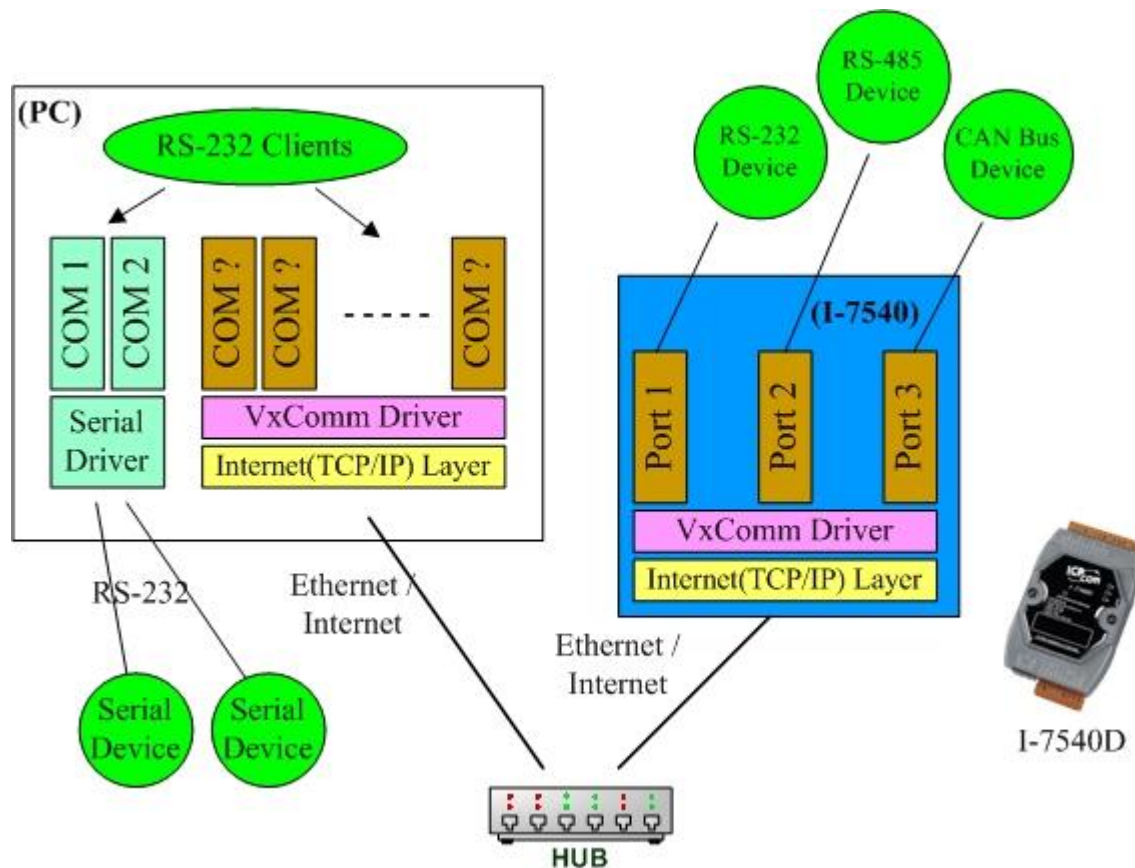 (PC)
RS-232 Clients
COM 1
COM 2
COM ?
COM ?
COM ?
Serial
Driver
VxComm Driver
Internet(TCP/IP) Layer
RS-232
Ethernet /
Internet
Serial
Device
Serial
Device
RS-232
Device
RS-485
Device
CAN Bus
Device
(I-7540)
Port 1
Port 2
Port 3
VxComm Driver
Internet(TCP/IP) Layer
Ethernet /
Internet
ICP
CON
I-7540D
HUB